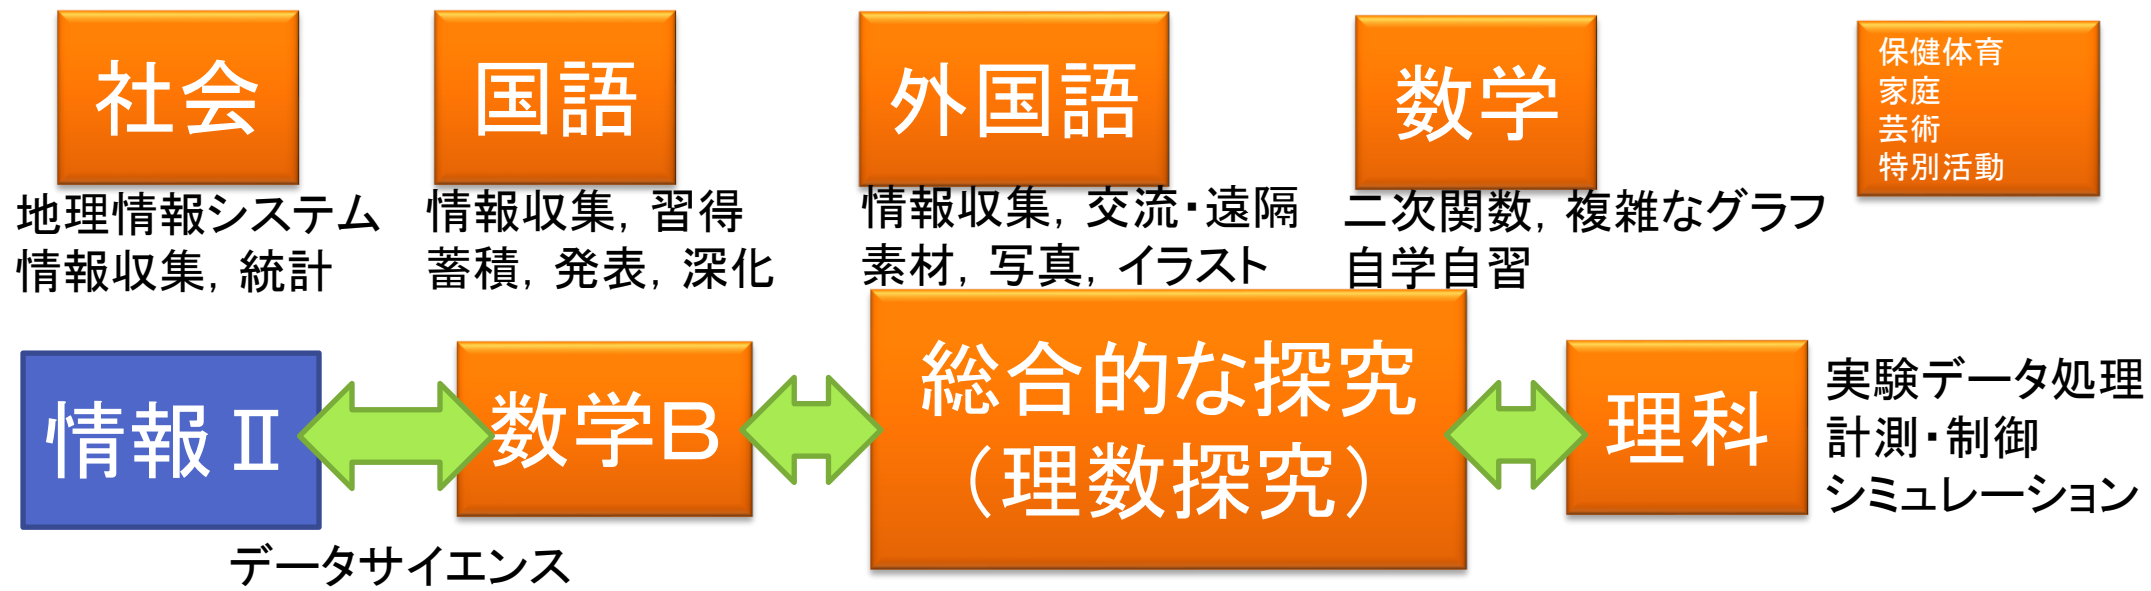 社会
地理情報システム
情報収集，統計
国語
情報収集，習得
蓄積，発表，深化
外国語
情報収集，交流・遠隔
素材，写真，イラスト
数学
二次関数，複雑なグラフ
自学自習
保健体育
家庭
芸術
特別活動
情報Ⅱ
数学Ｂ
データサイエンス
総合的な探究
（理数探究）
理科
実験データ処理
計測・制御
シミュレーション